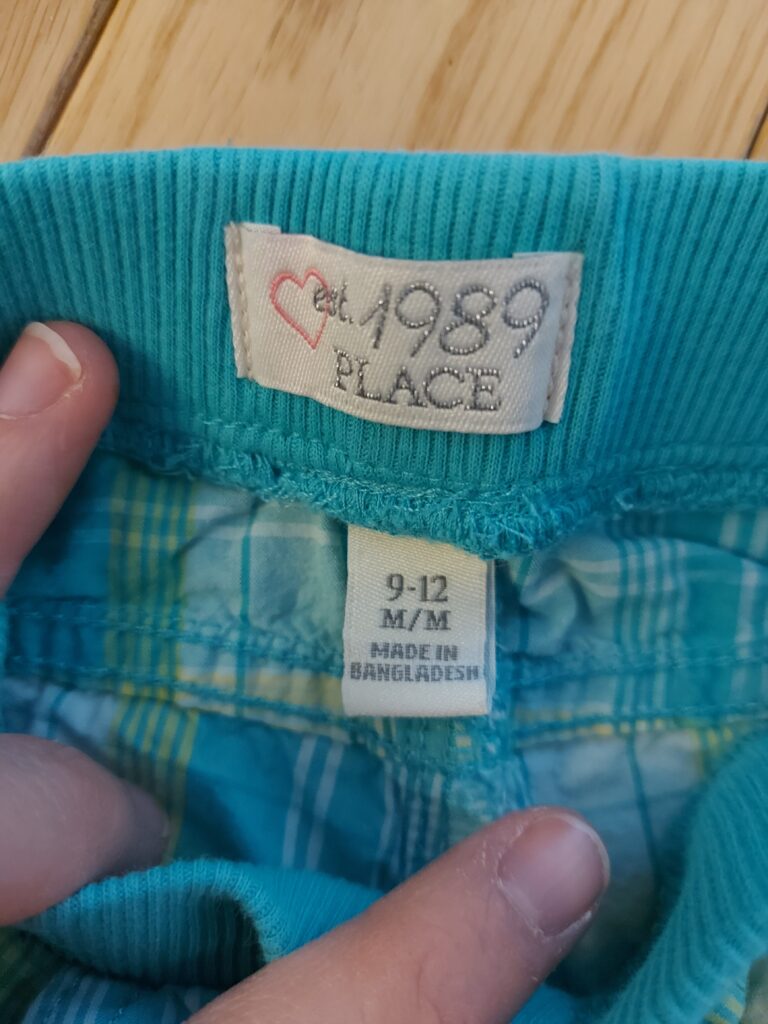 est. 1989
PLACE
9-12
M/M
MADE IN
BANGLADESH